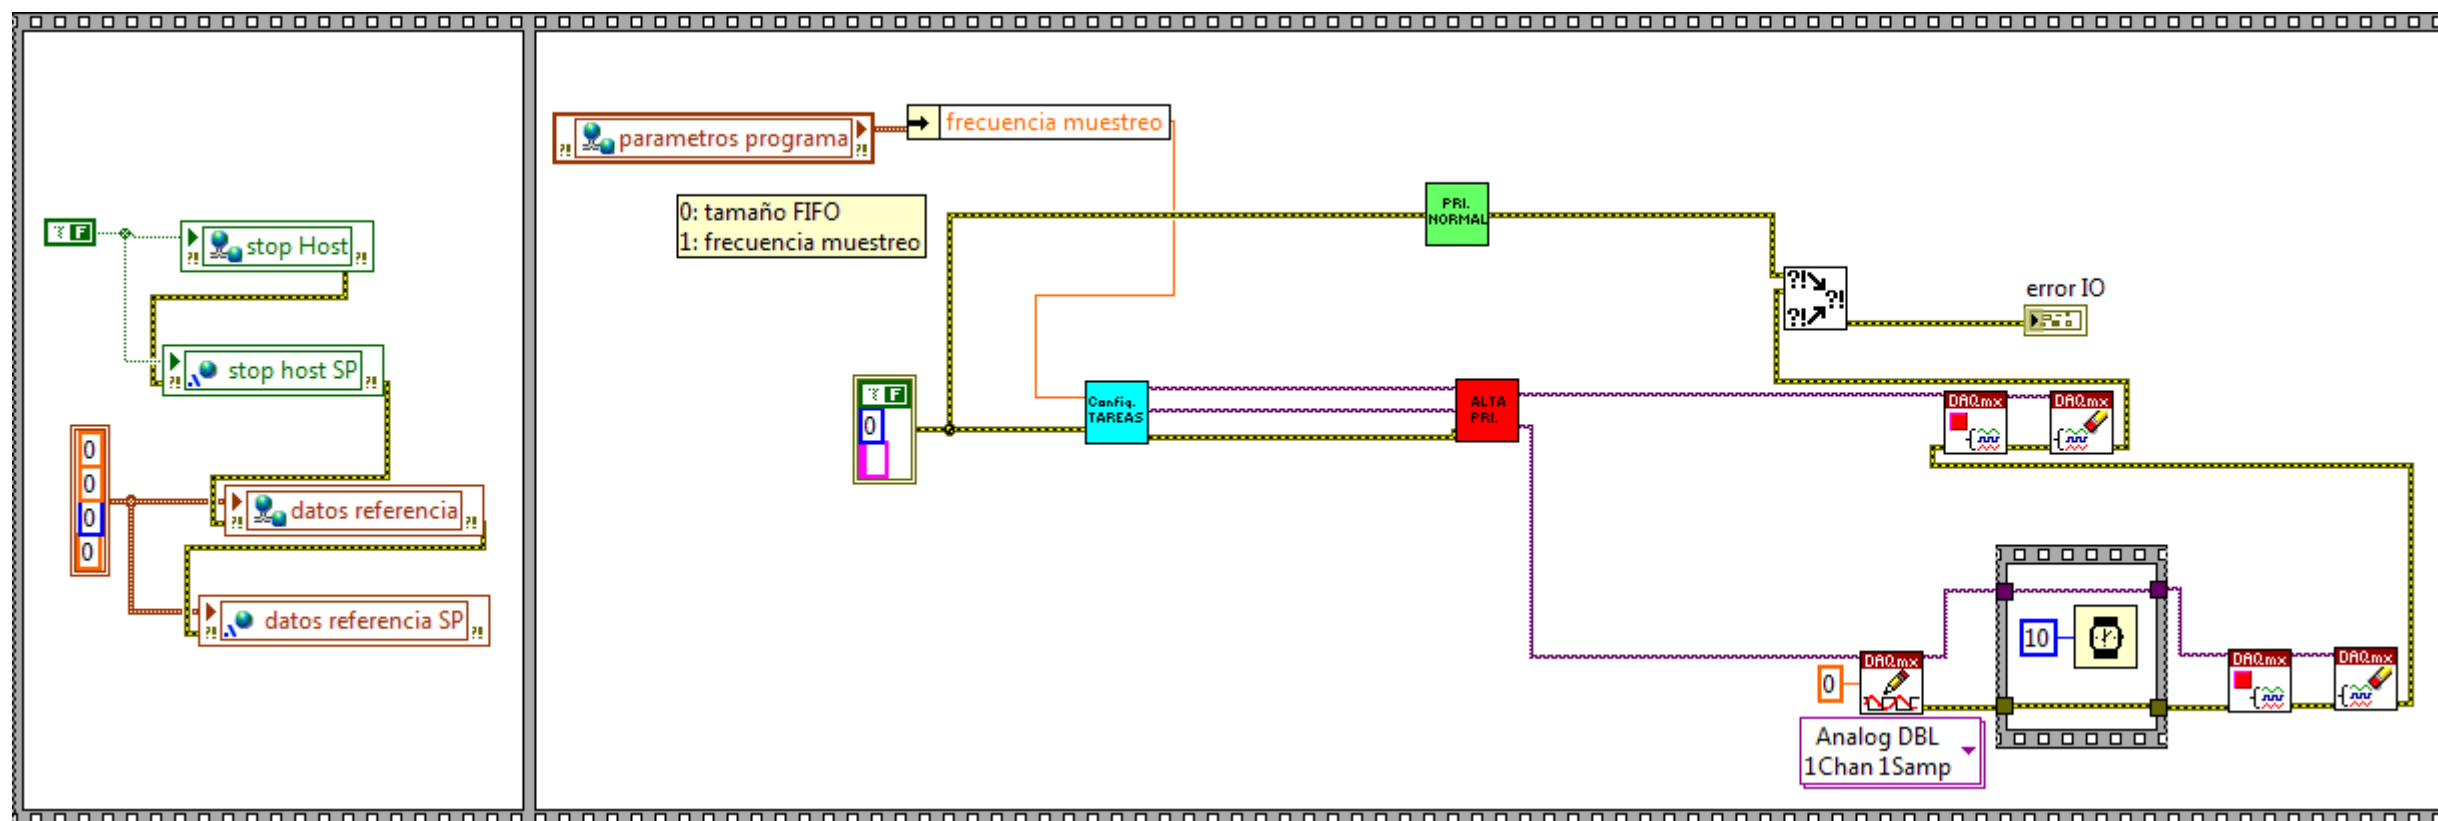 F
stop Host
stop host SP
0
0
0
0
datos referencia
datos referencia SP
parametros programa
frecuencia muestreo
0: tamaño FIFO
1: frecuencia muestreo
PRI.
NORMAL
error IO
F
0
Config.
TAREAS
ALTA
PRI.
DAQmx
DAQmx
10
0
DAQmx
DAQmx
DAQmx
Analog DBL
1Chan 1Samp